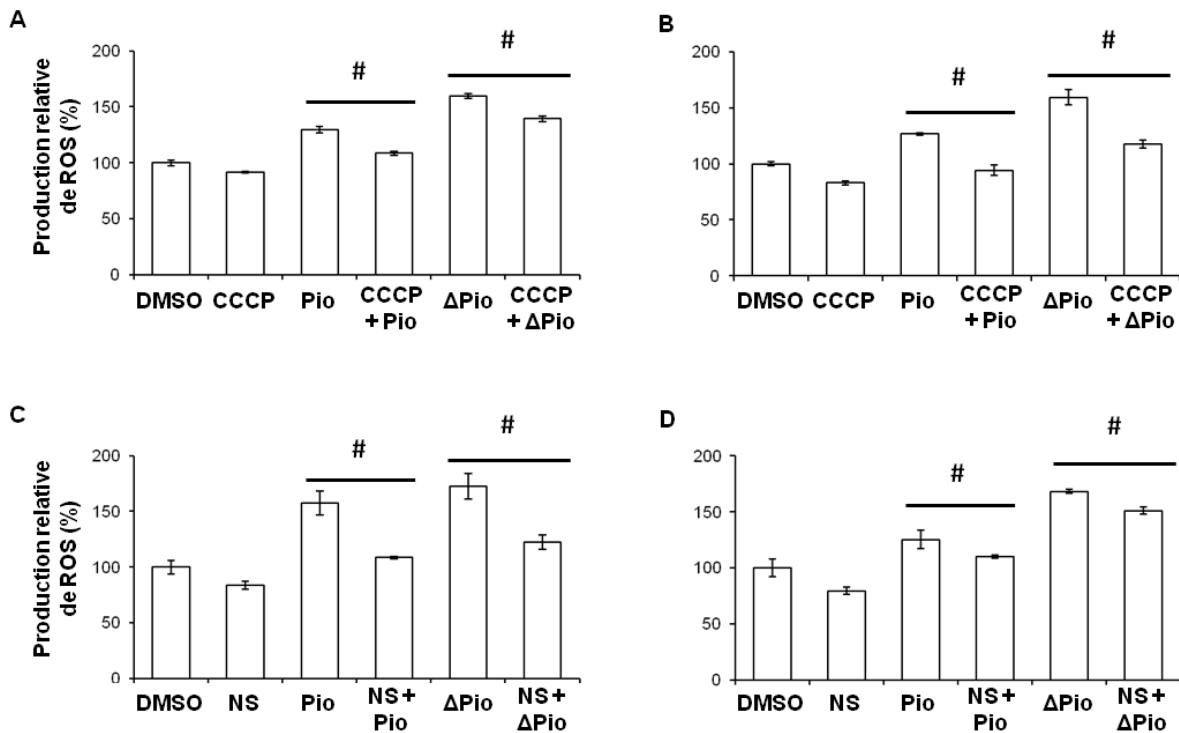 A
Production relative
de ROS (%)
200
150
100
50
0
#
#
DMSO
CCCP
Pio
CCCP
+ Pio
ΔPio
CCCP
+ ΔPio
B
200
150
100
50
0
#
#
DMSO
CCCP
Pio
CCCP
+ Pio
ΔPio
CCCP
+ ΔPio
C
Production relative
de ROS (%)
200
150
100
50
0
#
#
DMSO
NS
Pio
NS +
Pio
ΔPio
NS +
ΔPio
D
200
150
100
50
0
#
#
DMSO
NS
Pio
NS +
Pio
ΔPio
NS +
ΔPio